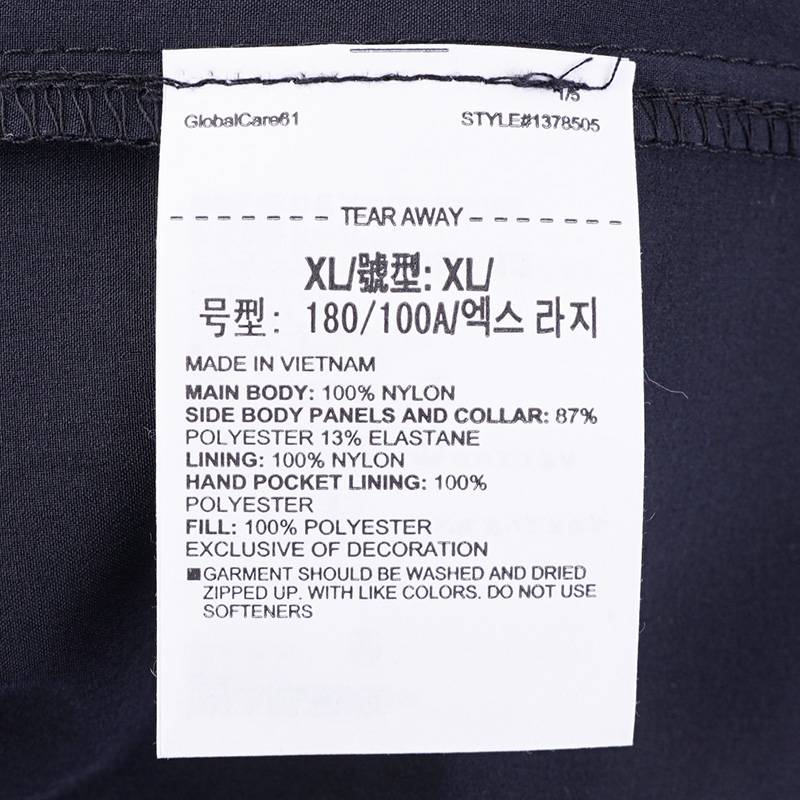 1/5
GlobalCare61 STYLE#1378505
- - - - - - - TEAR AWAY - - - - - - -
XL/號型: XL/
号型: 180/100A/엑스 라지
MADE IN VIETNAM
MAIN BODY: 100% NYLON
SIDE BODY PANELS AND COLLAR: 87%
POLYESTER 13% ELASTANE
LINING: 100% NYLON
HAND POCKET LINING: 100%
POLYESTER
FILL: 100% POLYESTER
EXCLUSIVE OF DECORATION
■GARMENT SHOULD BE WASHED AND DRIED
ZIPPED UP. WITH LIKE COLORS. DO NOT USE
SOFTENERS